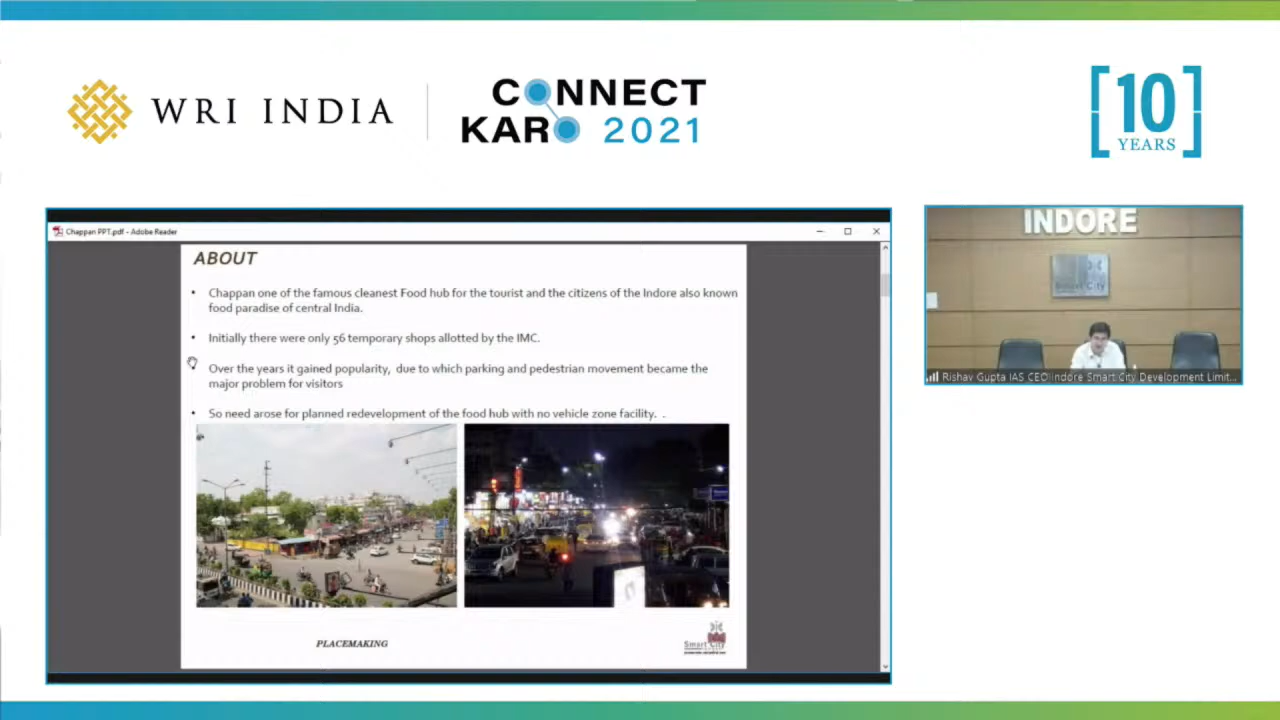 WRI INDIA
CONNECT
KARO 2021
10
YEARS
Chappan PPT.pdf - Adobe Reader
ABOUT
• Chappan one of the famous cleanest Food hub for the tourist and the citizens of the Indore also known
food paradise of central India.
• Initially there were only 56 temporary shops allotted by the IMC.
• Over the years it gained popularity, due to which parking and pedestrian movement became the
major problem for visitors
• So need arose for planned redevelopment of the food hub with no vehicle zone facility. .
PLACEMAKING
Smart City
INDORE
Smart City
Rishav Gupta IAS CEO Indore Smart City Development Limit...